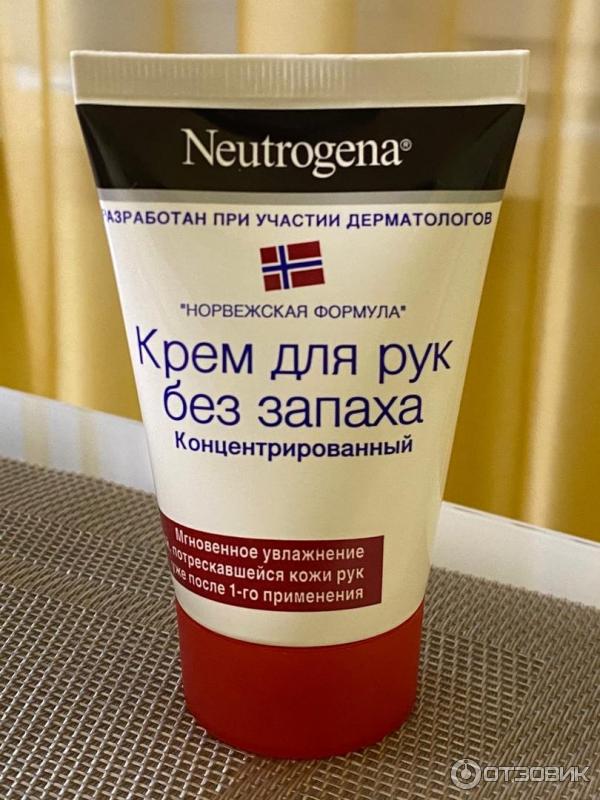 Neutrogena®
РАЗРАБОТАН ПРИ УЧАСТИИ ДЕРМАТОЛОГОВ
"НОРВЕЖСКАЯ ФОРМУЛА"
Крем для рук
без запаха
Концентрированный
Мгновенное увлажнение
потрескавшейся кожи рук
уже после 1-го применения
ОТЗОВИК